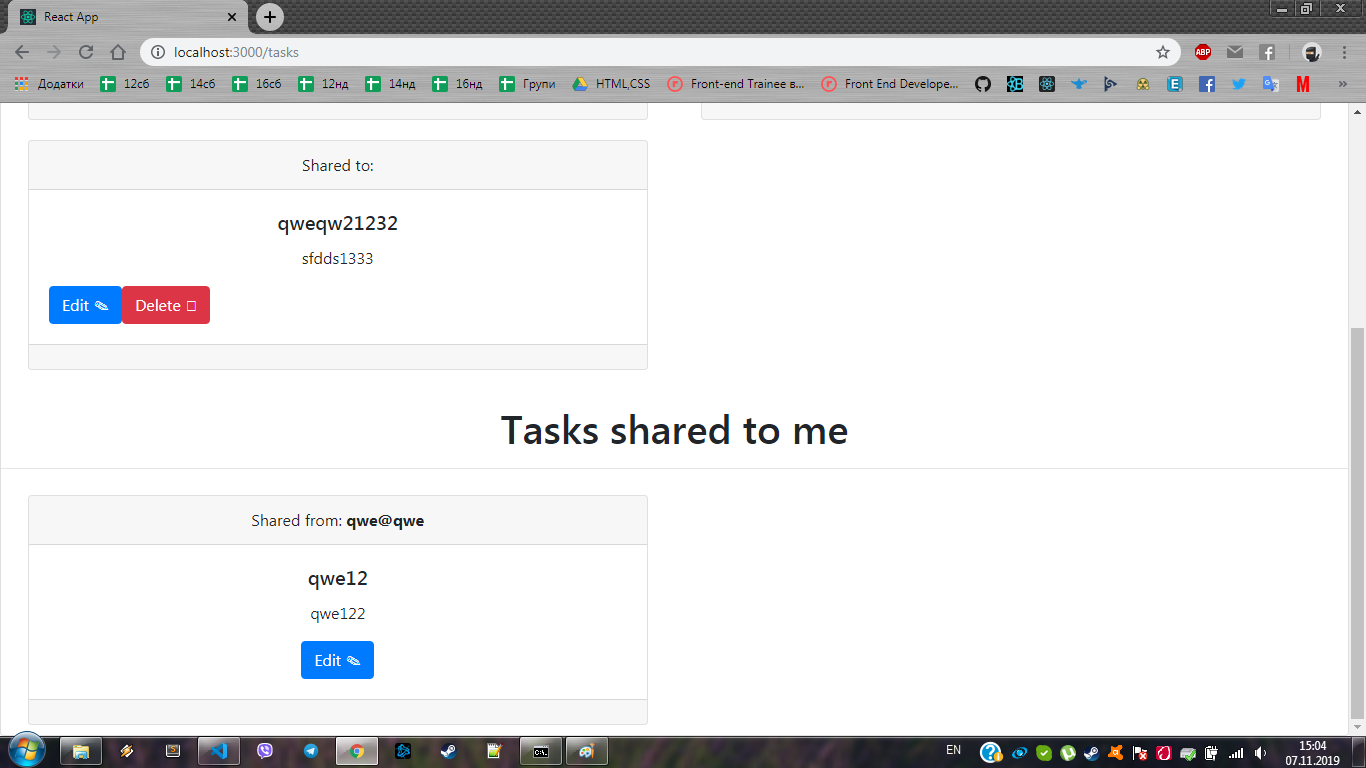 React App
localhost:3000/tasks
Додатки 12сб 14сб 16сб 12нд 14нд 16нд Групи HTML,CSS Front-end Trainee в... Front End Develope... »
Shared to:
qweqw21232
sfdds1333
Edit ✎ Delete
Tasks shared to me
Shared from: qwe@qwe
qwe12
qwe122
Edit ✎
EN
15:04
07.11.2019